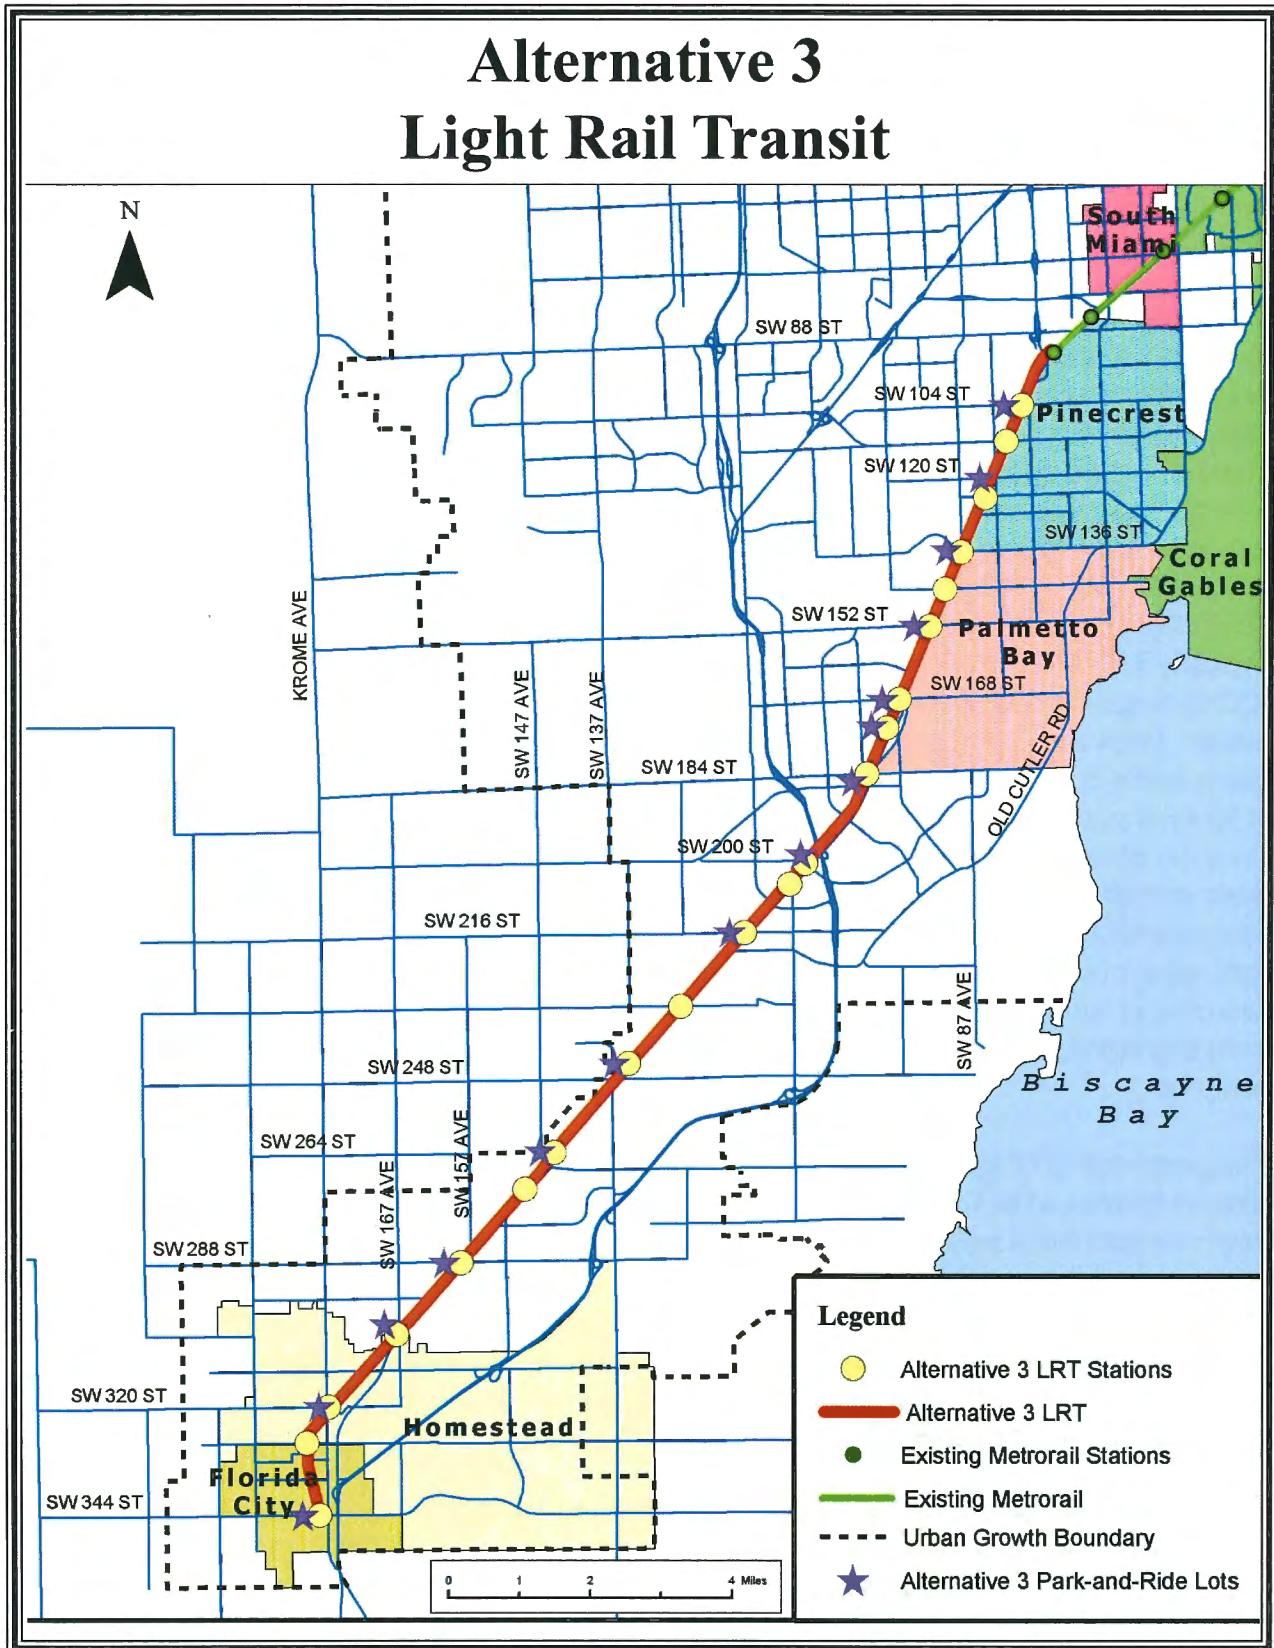 Alternative 3
Light Rail Transit
N
South
Miami
SW 88 ST
SW 104 ST
Pinecrest
SW 120 ST
SW 136 ST
Coral
Gables
KROME AVE
SW 152 ST
Palmetto
Bay
SW 147 AVE
SW 137 AVE
SW 168 ST
OLD CUTLER RD
SW 184 ST
SW 200 ST
SW 216 ST
SW 87 AVE
SW 248 ST
Biscayne
Bay
SW 264 ST
SW 157 AVE
SW 167 AVE
SW 288 ST
SW 320 ST
Homestead
Florida
City
SW 344 ST
0 1 2 4 Miles
Legend
Alternative 3 LRT Stations
Alternative 3 LRT
Existing Metrorail Stations
Existing Metrorail
Urban Growth Boundary
Alternative 3 Park-and-Ride Lots